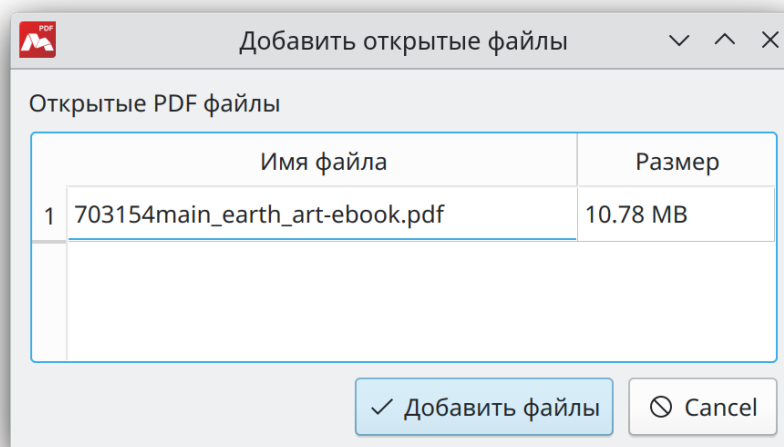 PDF
Добавить открытые файлы
Открытые PDF файлы
Имя файла Размер
1 703154main_earth_art-ebook.pdf 10.78 MB
Добавить файлы Cancel